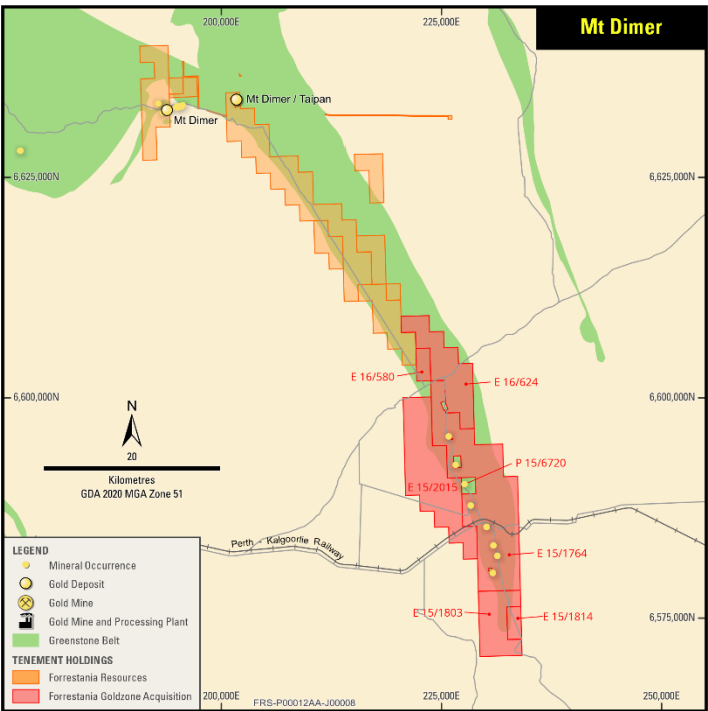 200,000E
225,000E
Mt Dimer
Mt Dimer / Taipan
Mt Dimer
6,625,000N
6,625,000N
E 16/580
E 16/624
6,600,000N
6,600,000N
N
20
Kilometres
GDA 2020 MGA Zone 51
P 15/6720
E 15/2015
Perth - Kalgoorlie Railway
E 15/1764
E 15/1803
E 15/1814
6,575,000N
LEGEND
Mineral Occurrence
Gold Deposit
Gold Mine
Gold Mine and Processing Plant
Greenstone Belt
TENEMENT HOLDINGS
Forrestania Resources
Forrestania Goldzone Acquisition
200,000E
FRS-P00012AA-J00008
225,000E
250,000E